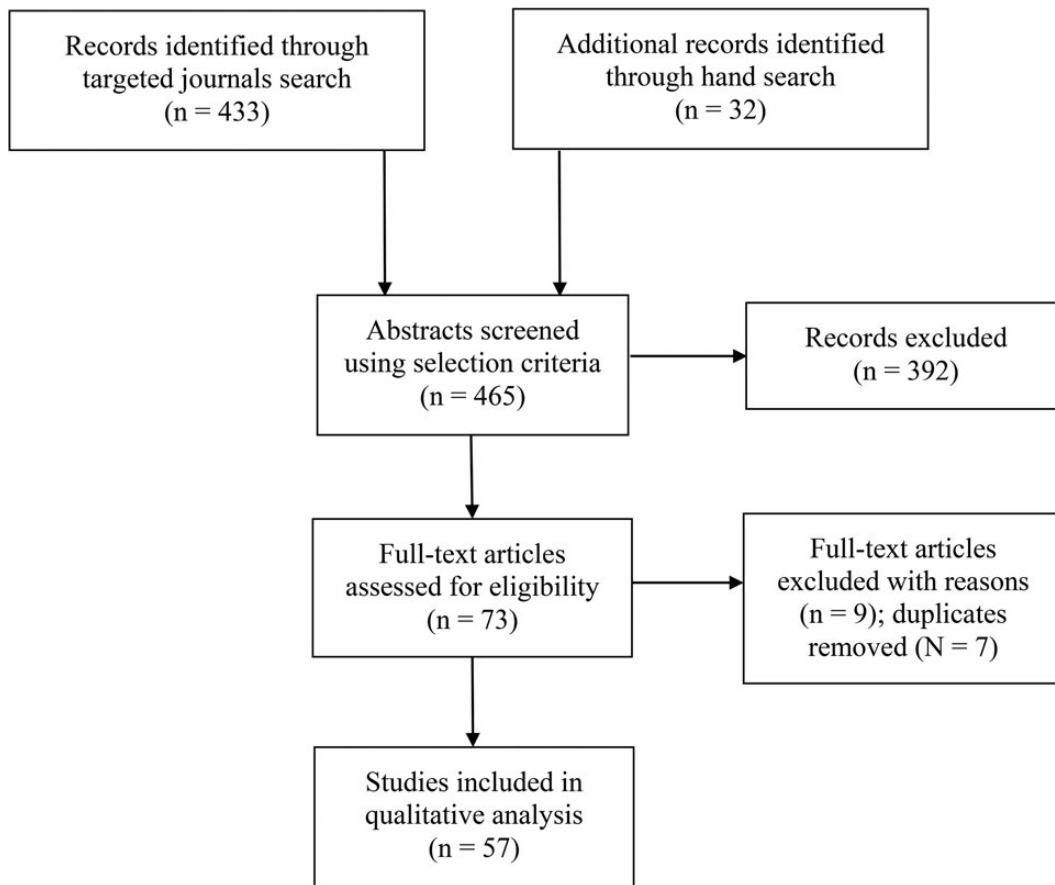 Records identified through
targeted journals search
(n = 433)
Additional records identified
through hand search
(n = 32)
Abstracts screened
using selection criteria
(n = 465)
Records excluded
(n = 392)
Full-text articles
assessed for eligibility
(n = 73)
Full-text articles
excluded with reasons
(n = 9); duplicates
removed (N = 7)
Studies included in
qualitative analysis
(n = 57)